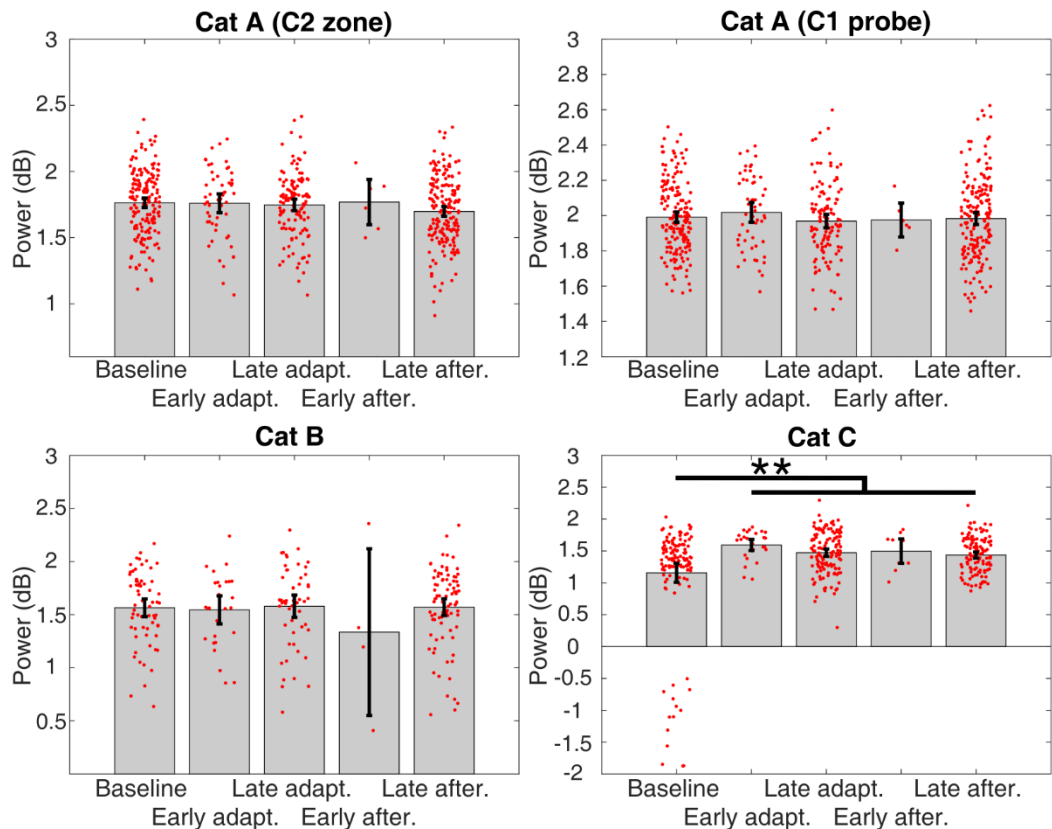 Cat A (C2 zone)
Power (dB)
3
2.5
2
1.5
1
Baseline
Late adapt.
Late after.
Early adapt.
Early after.
Cat A (C1 probe)
Power (dB)
3
2.8
2.6
2.4
2.2
2
1.8
1.6
1.4
1.2
Baseline
Late adapt.
Late after.
Early adapt.
Early after.
Cat B
Power (dB)
3
2.5
2
1.5
1
0.5
Baseline
Late adapt.
Late after.
Early adapt.
Early after.
Cat C
**
Power (dB)
3
2.5
2
1.5
1
0.5
0
-0.5
-1
-1.5
-2
Baseline
Late adapt.
Late after.
Early adapt.
Early after.